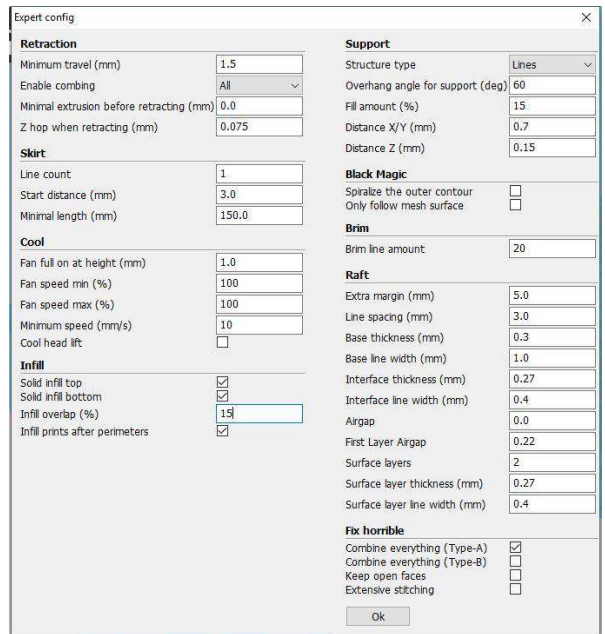 Expert config
Retraction
Minimum travel (mm) 1.5
Enable combing All
Minimal extrusion before retracting (mm) 0.0
Z hop when retracting (mm) 0.075
Skirt
Line count 1
Start distance (mm) 3.0
Minimal length (mm) 150.0
Cool
Fan full on at height (mm) 1.0
Fan speed min (%) 100
Fan speed max (%) 100
Minimum speed (mm/s) 10
Cool head lift
Infill
Solid infill top
Solid infill bottom
Infill overlap (%) 15
Infill prints after perimeters
Support
Structure type Lines
Overhang angle for support (deg) 60
Fill amount (%) 15
Distance X/Y (mm) 0.7
Distance Z (mm) 0.15
Black Magic
Spiralize the outer contour
Only follow mesh surface
Brim
Brim line amount 20
Raft
Extra margin (mm) 5.0
Line spacing (mm) 3.0
Base thickness (mm) 0.3
Base line width (mm) 1.0
Interface thickness (mm) 0.27
Interface line width (mm) 0.4
Airgap 0.0
First Layer Airgap 0.22
Surface layers 2
Surface layer thickness (mm) 0.27
Surface layer line width (mm) 0.4
Fix horrible
Combine everything (Type-A)
Combine everything (Type-B)
Keep open faces
Extensive stitching
Ok